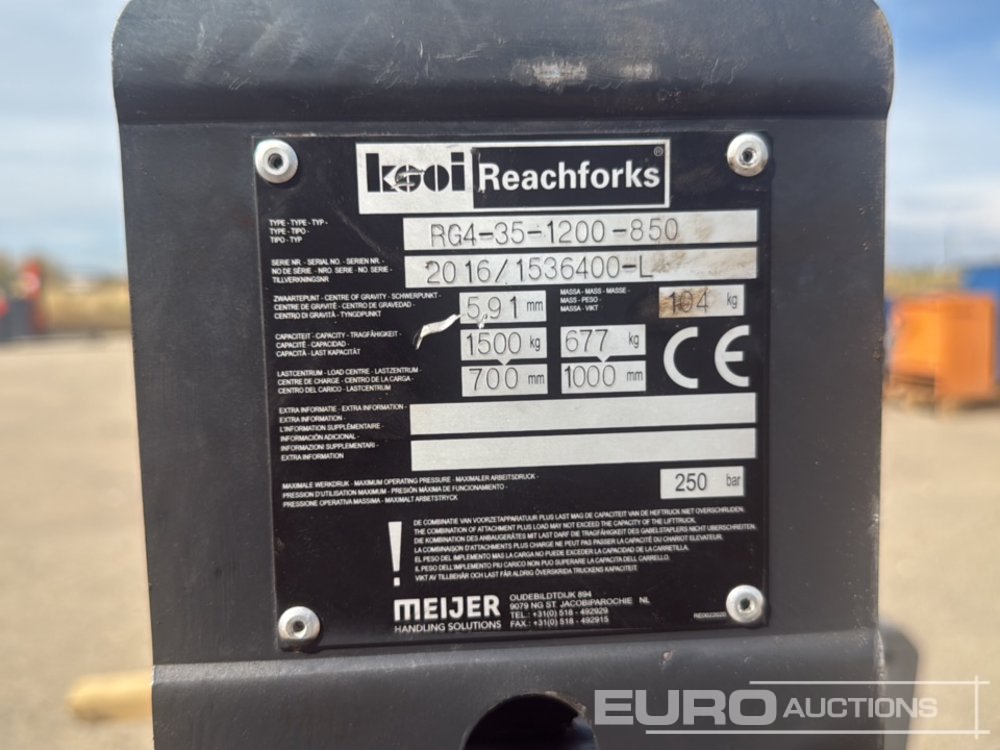 kooi Reachforks®
TYPE - TYPE - TYP -
TYPE - TIPO -
TIPO - TYP
RG4-35-1200-850
SERIE NR. - SERIAL NO. - SERIEN NR. -
NO DE SÉRIE - NRO. SERIE - NO. SERIE -
TILLVERKNINGSNR
2016/1536400-L
ZWAARTEPUNT - CENTRE OF GRAVITY - SCHWERPUNKT -
CENTRE DE GRAVITÉ - CENTRO DE GRAVEDAD -
CENTRO DI GRAVITÀ - TYNGDPUNKT
591 mm
MASSA - MASS - MASSE -
MASS - PESO -
MASSA - VIKT
104 kg
CAPACITEIT - CAPACITY - TRAGFÄHIGKEIT -
CAPACITÉ - CAPACIDAD -
CAPACITÀ - LAST KAPACITÄT
1500 kg 677 kg
CE
LASTCENTRUM - LOAD CENTRE - LASTZENTRUM -
CENTRE DE CHARGE - CENTRO DE LA CARGA -
CENTRO DEL CARICO - LASTCENTRUM
700 mm 1000 mm
EXTRA INFORMATIE - EXTRA INFORMATION -
EXTRA INFORMATION -
L'INFORMATION SUPPLÉMENTAIRE -
INFORMACIÓN ADICIONAL -
INFORMAZIONI SUPPLEMENTARI -
EXTRA INFORMATION
MAXIMALE WERKDRUK - MAXIMUM OPERATING PRESSURE - MAXIMALER ARBEITSDRUCK -
PRESSION D'UTILISATION MAXIMUM - PRESIÓN MÁXIMA DE FUNCIONAMENTO -
PRESSIONE OPERATIVA MASSIMA - MAXIMALT ARBETSTRYCK
250 bar
!
DE COMBINATIE VAN VOORZETAPPARATUUR PLUS LAST MAG DE CAPACITEIT VAN DE HEFTRUCK NIET OVERSCHRIJDEN.
THE COMBINATION OF ATTACHMENT PLUS LOAD MAY NOT EXCEED THE CAPACITY OF THE LIFTTRUCK.
DIE KOMBINATION DES ANBAUGERÄTES MIT LAST DARF DIE TRAGFÄHIGKEIT DES GABELSTAPLERS NICHT ÜBERSCHREITEN.
LA COMBINAISON D'ATTACHMENTS PLUS CHARGE NE PEUT PAS PASSER LA CAPACITÉ DU CHARIOT ELEVATEUR.
EL PESO DEL IMPLEMENTO MAS LA CARGA NO PUEDE EXCEDER LA CAPACIDAD DE LA CARRETILLA.
IL PESO DELL'IMPLEMENTO PIU CARICO NON PUO SUPERARE LA CAPACITÀ DEL CARRELLO.
VIKT AV TILLBEHÖR OCH LAST FÅR ALDRIG ÖVERSKRIDA TRUCKENS KAPACITET.
MEIJER
HANDLING SOLUTIONS
OUDEBILDTDIJK 894
9079 NG ST. JACOBIPAROCHIE NL
TEL.: +31(0) 518 - 492929
FAX.: +31(0) 518 - 492915
EURO AUCTIONS